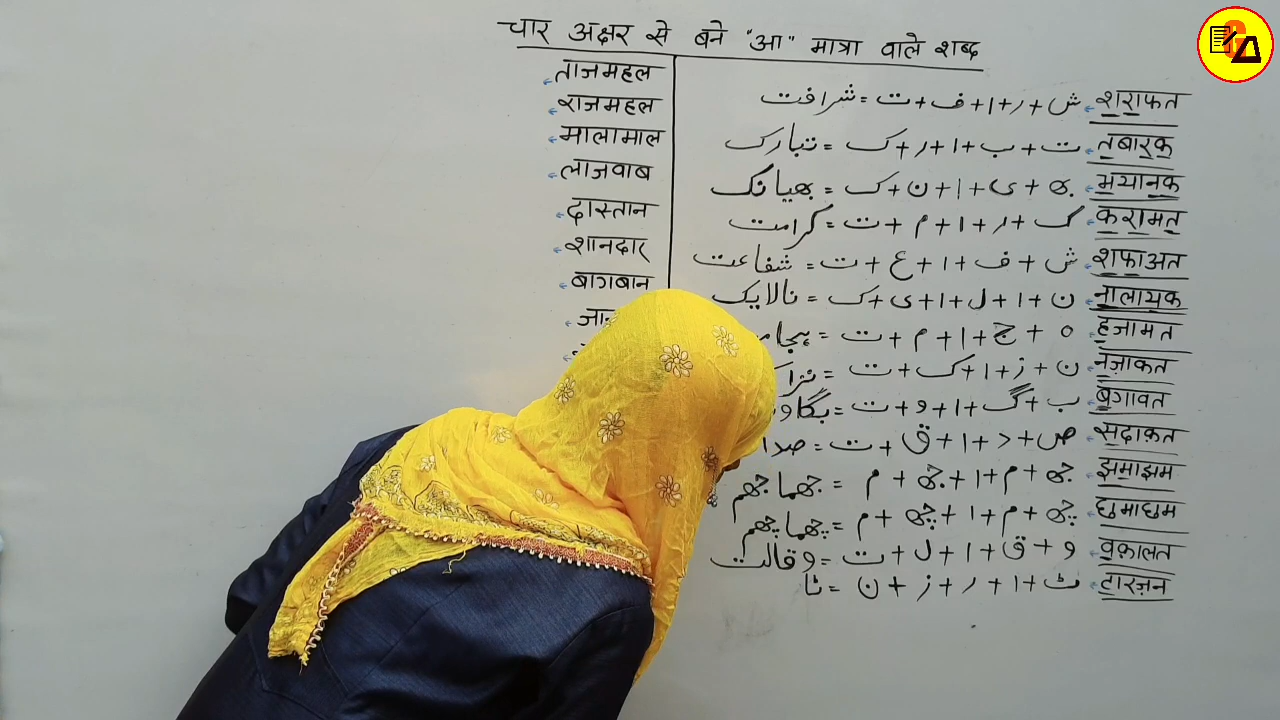 चार अक्षर से बने "आ" मात्रा वाले शब्द
ताजमहल
राजमहल
मालामाल
लाजवाब
दास्तान
शानदार
बागबान
शराफत ش+ر+ا+ف+ت=شرافت
तबारक ت+ب+ا+ر+ک=تبارک
भयानक بھ+ی+ا+ن+ک=بھیانک
करामत ک+ر+ا+م+ت=کرامت
शफाअत ش+ف+ا+ع+ت=شفاعت
नालायक ن+ا+ل+ا+ی+ک=نالایک
हजामत ہ+ج+ا+م+ت=
नज़ाकत ن+ز+ا+ک+ت=
बगावत ب+گ+ا+و+ت=
सदाक़त ص+د+ا+ق+ت=
झमाझम جھ+م+ا+جھ+م=جھماجھم
छमाछम چھ+م+ا+چھ+م=چھماچھم
वक़ालत و+ق+ا+ل+ت=وقالت
टारज़न ٹ+ا+ر+ز+ن=ٹا